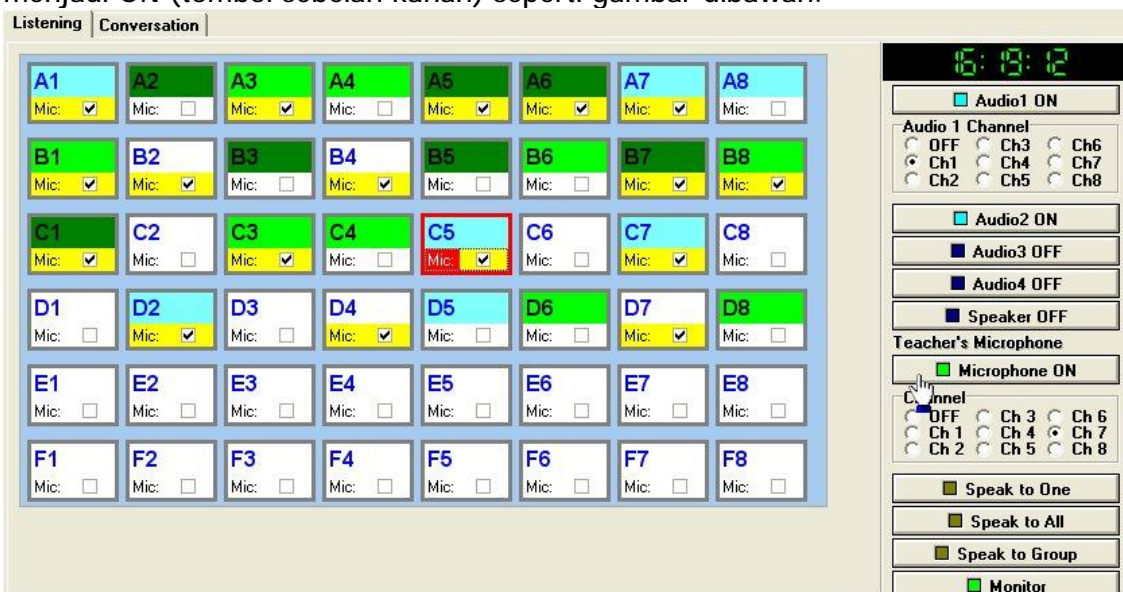 Listening Conversation
16:19:12
A1 A2 A3 A4 A5 A6 A7 A8
Mic: Mic: Mic: Mic: Mic: Mic: Mic: Mic:
B1 B2 B3 B4 B5 B6 B7 B8
Mic: Mic: Mic: Mic: Mic: Mic: Mic: Mic:
C1 C2 C3 C4 C5 C6 C7 C8
Mic: Mic: Mic: Mic: Mic: Mic: Mic: Mic:
D1 D2 D3 D4 D5 D6 D7 D8
Mic: Mic: Mic: Mic: Mic: Mic: Mic: Mic:
E1 E2 E3 E4 E5 E6 E7 E8
Mic: Mic: Mic: Mic: Mic: Mic: Mic: Mic:
F1 F2 F3 F4 F5 F6 F7 F8
Mic: Mic: Mic: Mic: Mic: Mic: Mic: Mic:
Audio1 ON
Audio 1 Channel
OFF Ch3 Ch6
Ch1 Ch4 Ch7
Ch2 Ch5 Ch8
Audio2 ON
Audio3 OFF
Audio4 OFF
Speaker OFF
Teacher's Microphone
Microphone ON
OFF Ch 3 Ch 6
Ch 1 Ch 4 Ch 7
Ch 2 Ch 5 Ch 8
Speak to One
Speak to All
Speak to Group
Monitor